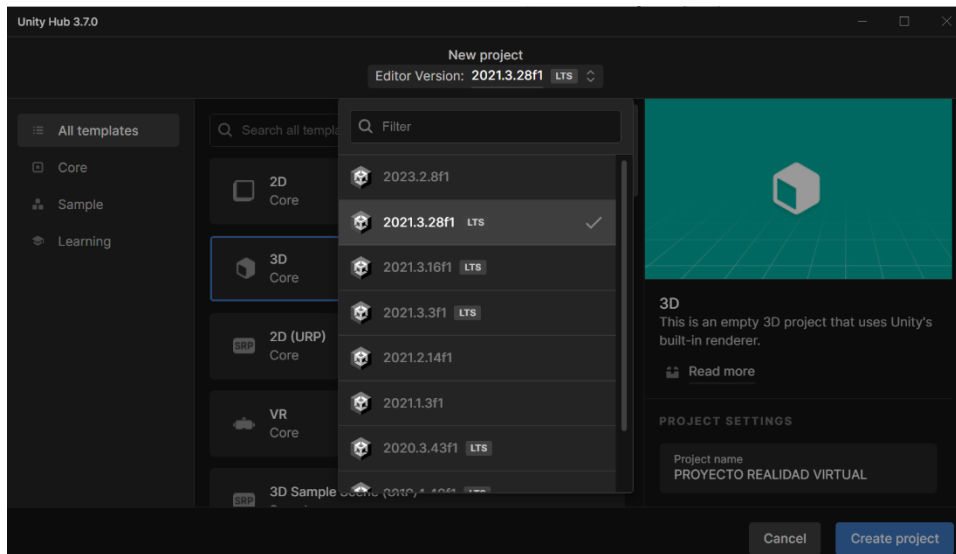 Unity Hub 3.7.0
New project
Editor Version: 2021.3.28f1 LTS
All templates
Core
Sample
Learning
Search all templa
2D
Core
3D
Core
2D (URP)
Core
VR
Core
3D Sample
Filter
2023.2.8f1
2021.3.28f1 LTS
2021.3.16f1 LTS
2021.3.3f1 LTS
2021.2.14f1
2021.1.3f1
2020.3.43f1 LTS
3D
This is an empty 3D project that uses Unity's
built-in renderer.
Read more
PROJECT SETTINGS
Project name
PROYECTO REALIDAD VIRTUAL
Cancel
Create project